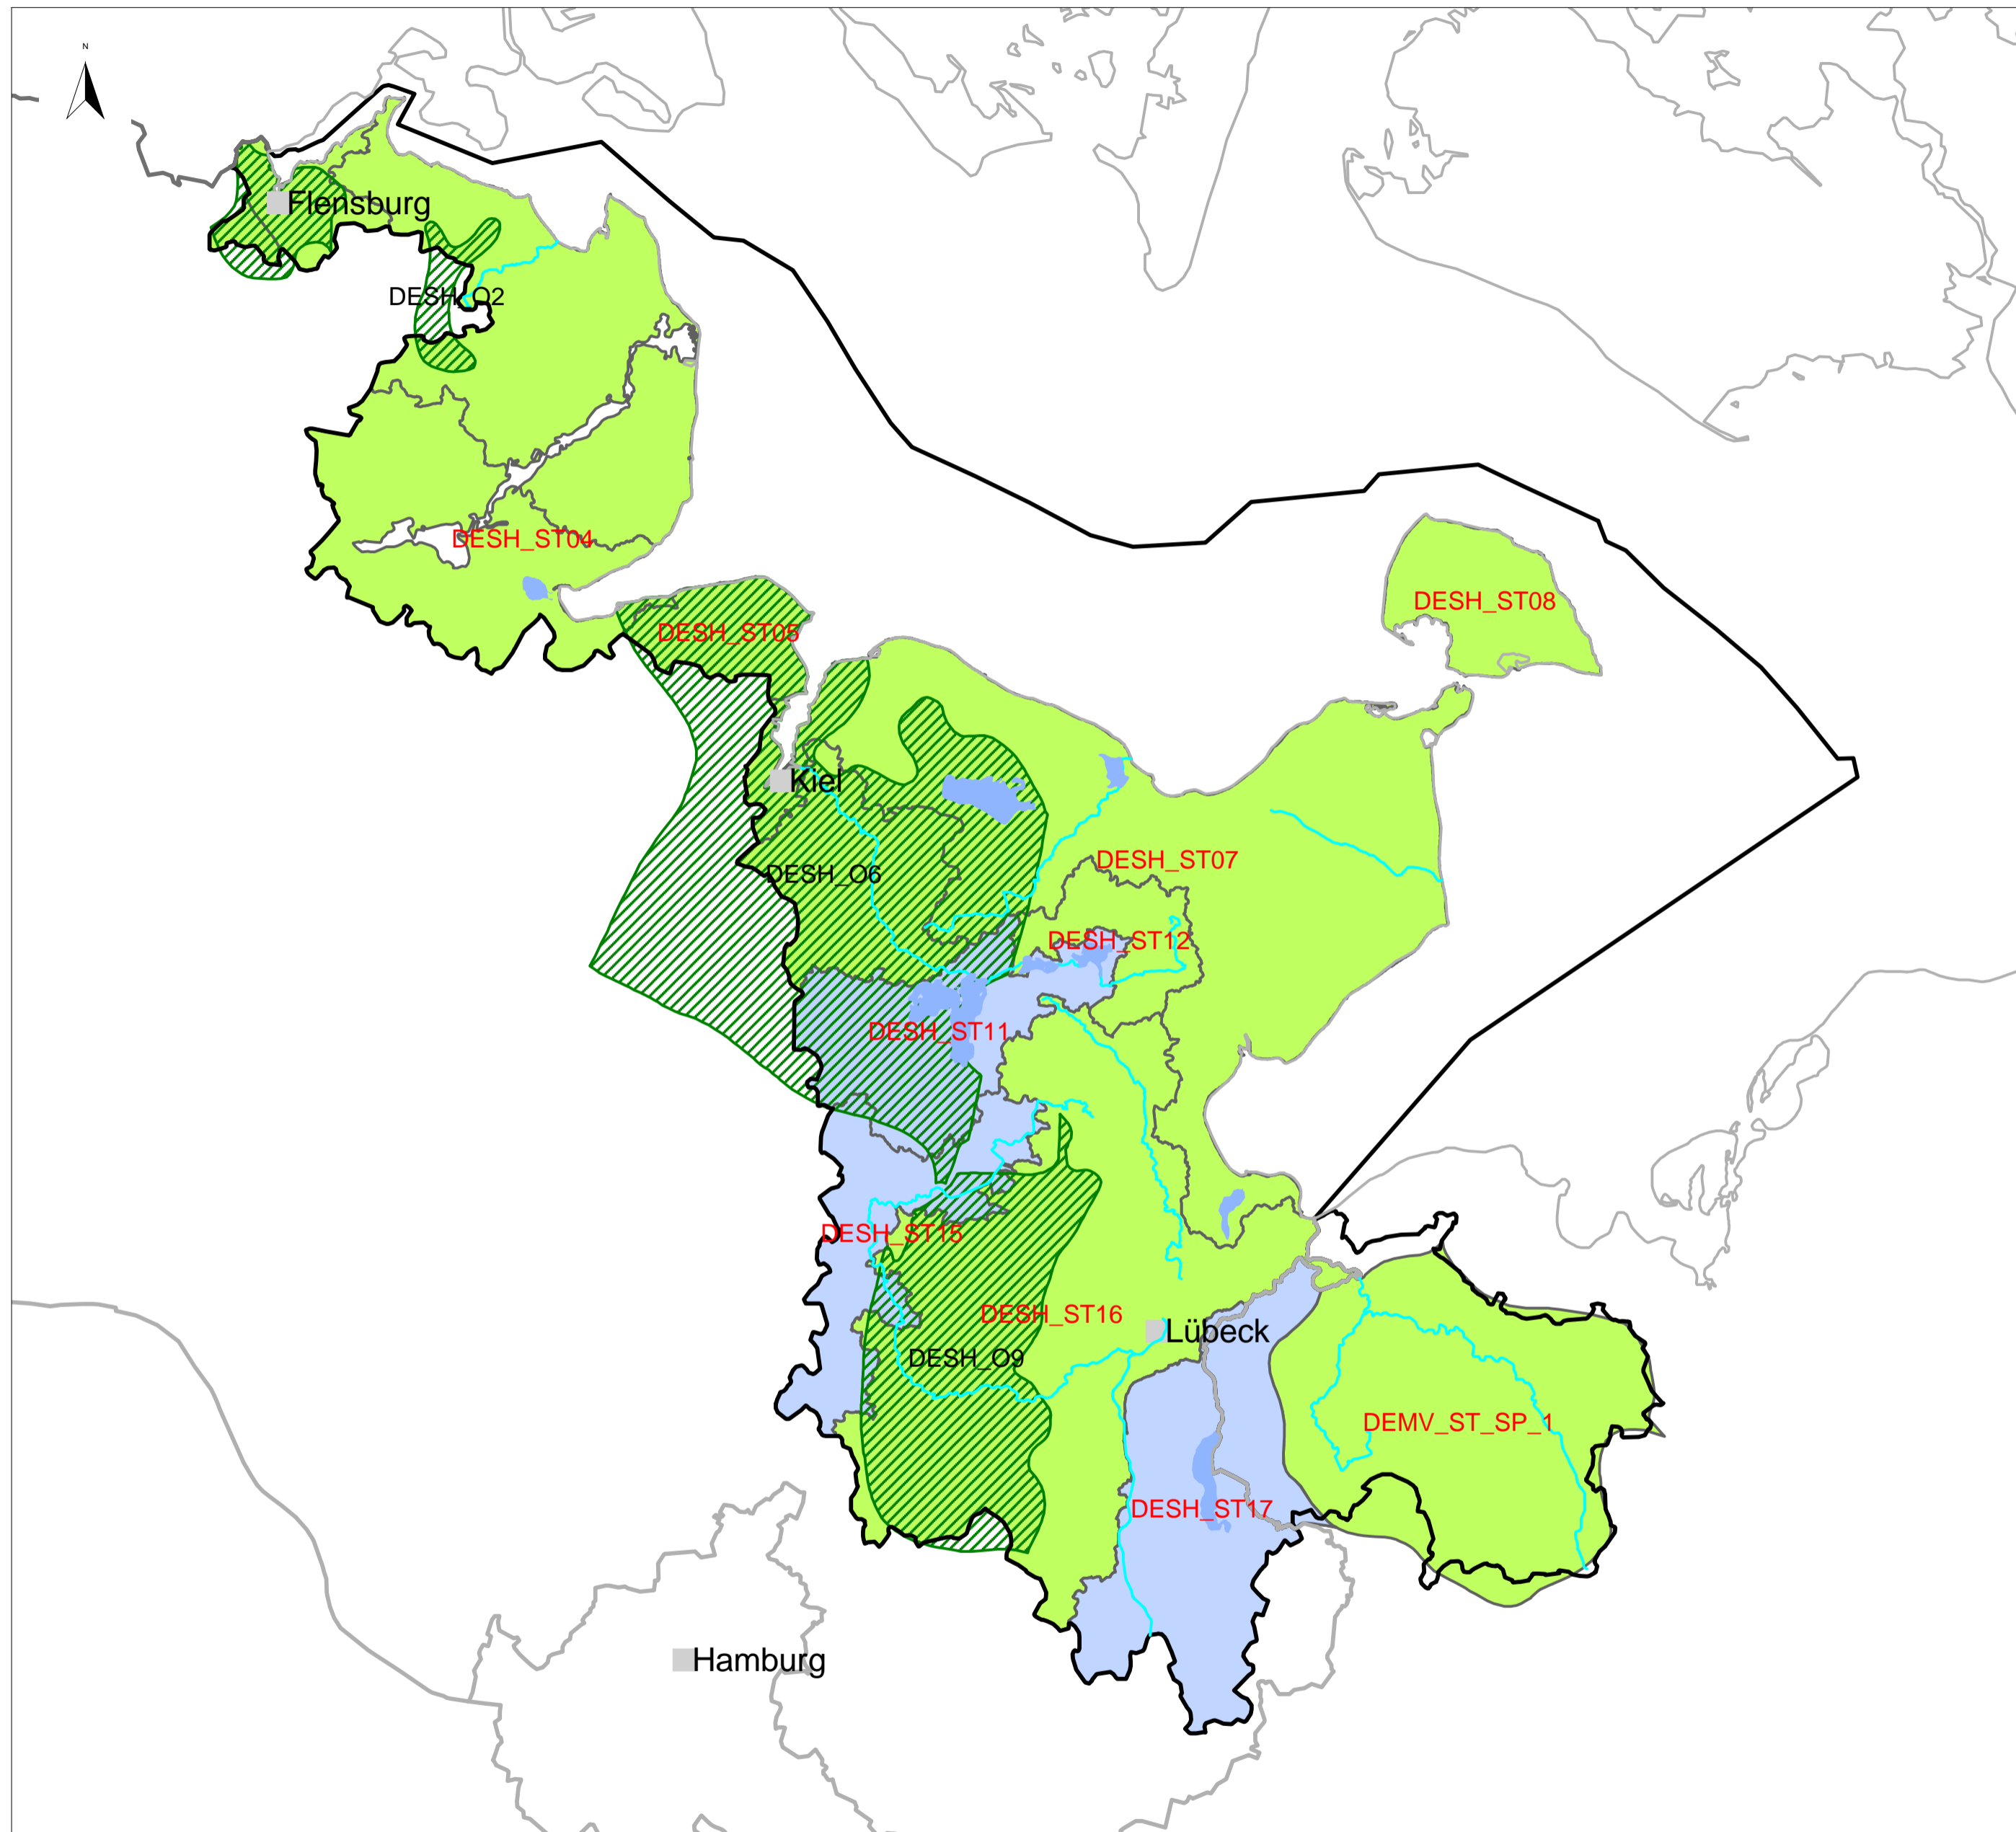 N
Flensburg
DESH_O2
DESH_ST04
DESH_ST08
DESH_ST05
Kiel
DESH_ST07
DESH_O6
DESH_ST12
DESH_ST11
DESH_ST15
DESH_ST16
Lübeck
DESH_O9
DEMV_ST_SP_1
DESH_ST17
Hamburg